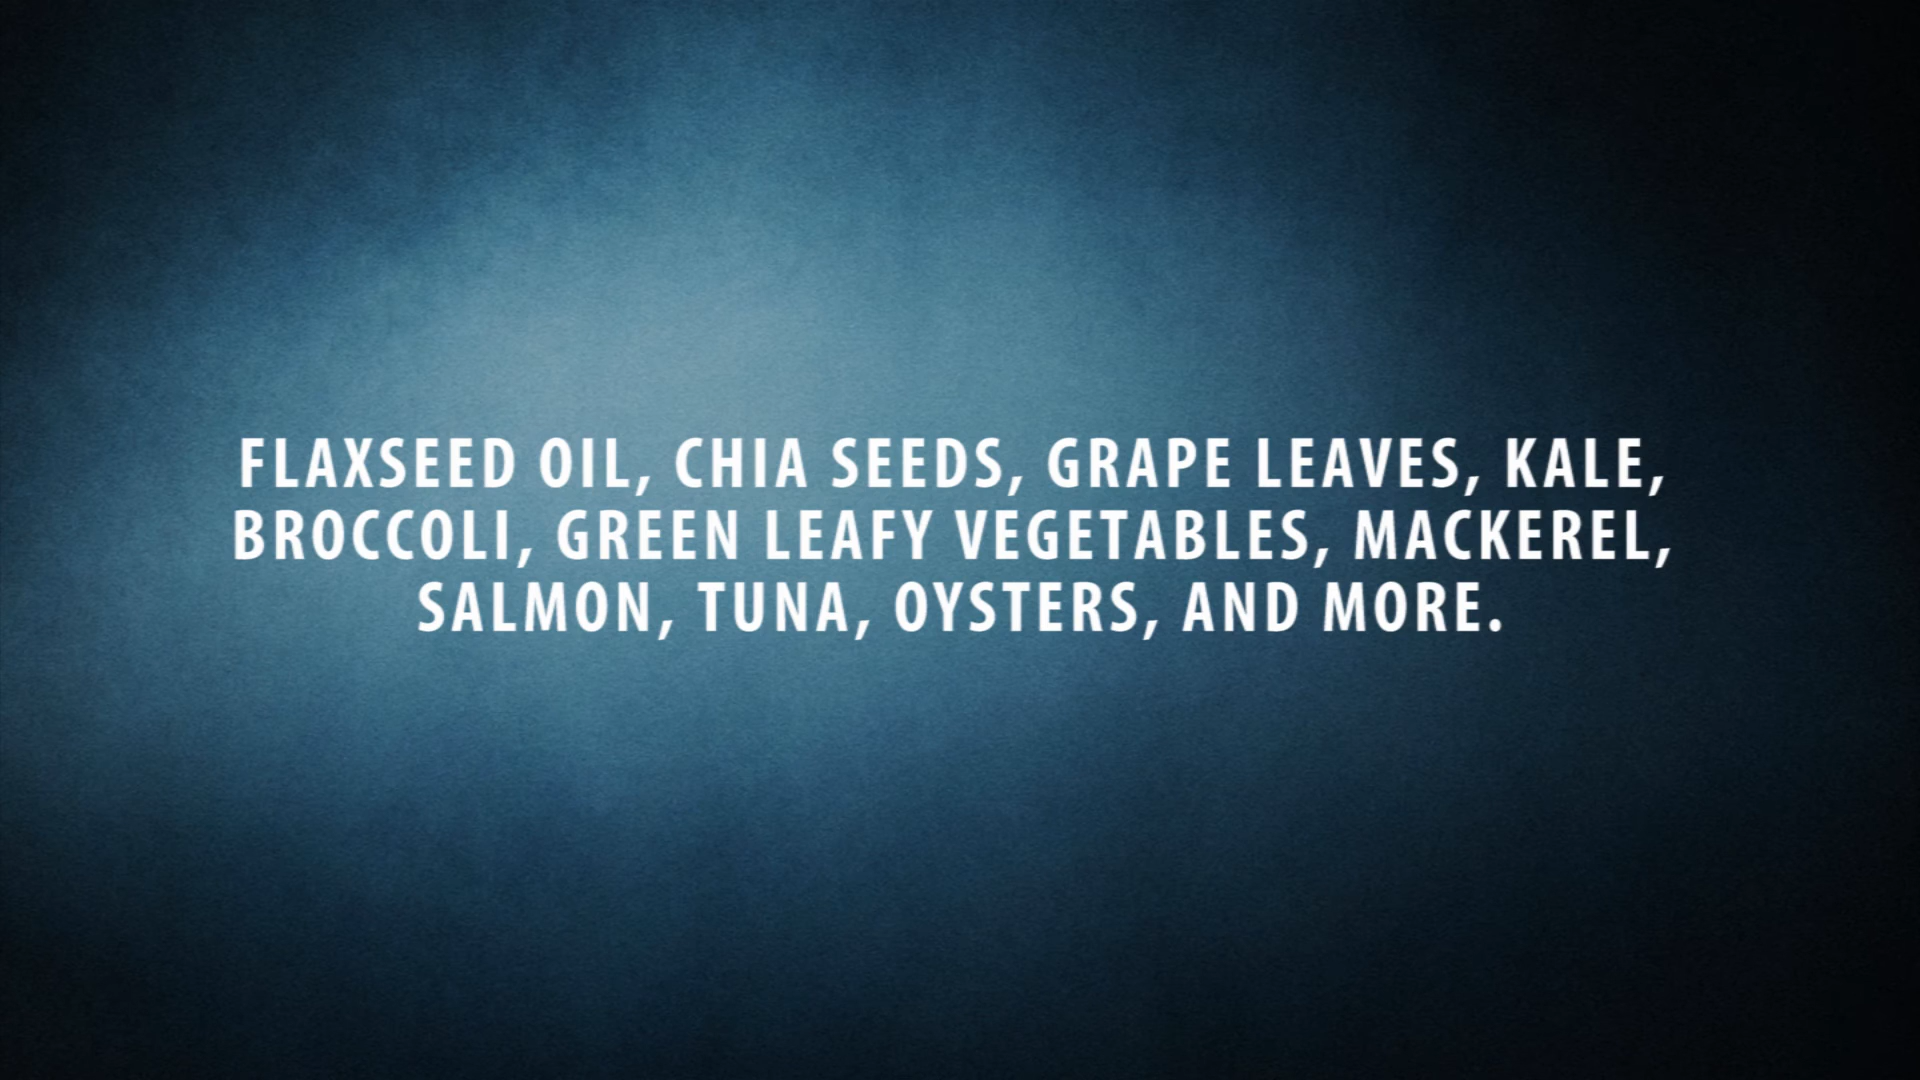 FLAXSEED OIL, CHIA SEEDS, GRAPE LEAVES, KALE,
BROCCOLI, GREEN LEAFY VEGETABLES, MACKEREL,
SALMON, TUNA, OYSTERS, AND MORE.